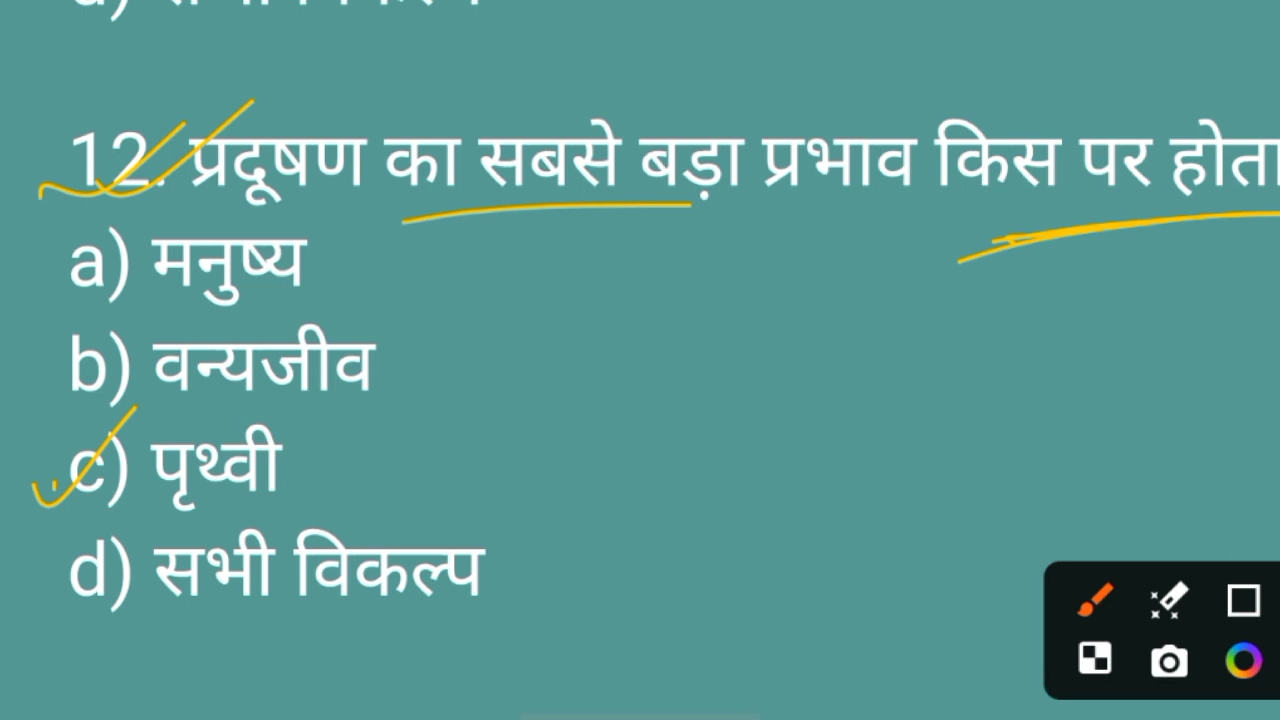 12. प्रदूषण का सबसे बड़ा प्रभाव किस पर होता
a) मनुष्य
b) वन्यजीव
c) पृथ्वी
d) सभी विकल्प